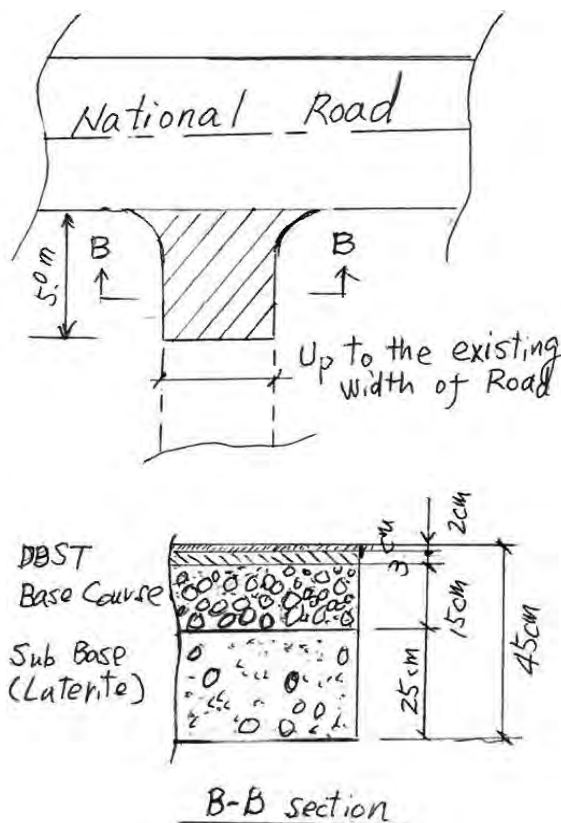 National Road
B
B
5.0m
Up to the existing
width of Road
DBST
Base Course
Sub Base
(Laterite)
2cm
3cm
15cm
25cm
45cm
B-B section